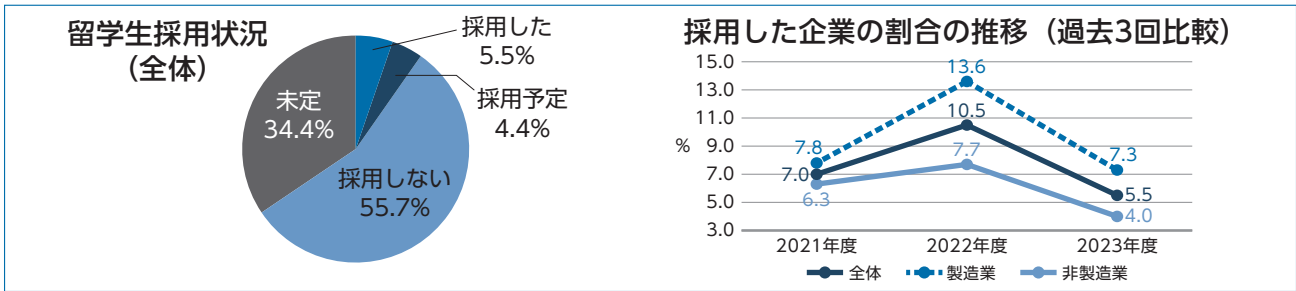 留学生採用状況
（全体）
採用した
5.5%
採用予定
4.4%
未定
34.4%
採用しない
55.7%
採用した企業の割合の推移（過去3回比較）
15.0
13.0
11.0
9.0
7.0
5.0
3.0
%
7.8
13.6
7.3
7.0
10.5
5.5
6.3
7.7
4.0
2021年度
2022年度
2023年度
全体
製造業
非製造業